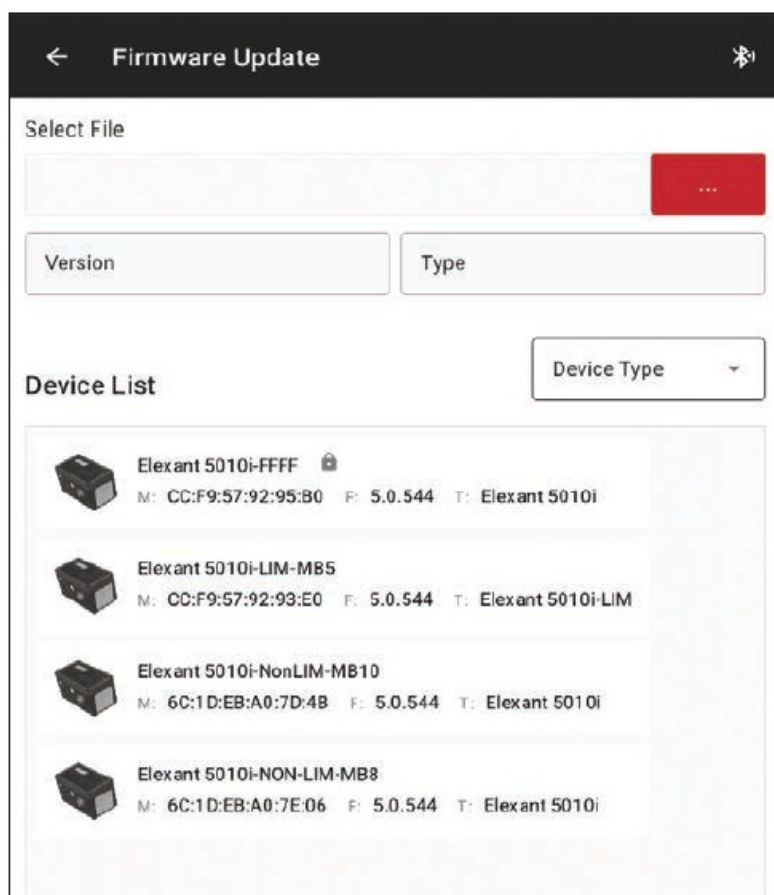 Firmware Update
Select File
...
Version Type
Device Type
Device List
Elexant 5010i-FFFF
M: CC:F9:57:92:95:B0 F: 5.0.544 T: Elexant 5010i
Elexant 5010i-LIM-MB5
M: CC:F9:57:92:93:E0 F: 5.0.544 T: Elexant 5010i-LIM
Elexant 5010i-NonLIM-MB10
M: 6C:1D:EB:A0:7D:4B F: 5.0.544 T: Elexant 5010i
Elexant 5010i-NON-LIM-MB8
M: 6C:1D:EB:A0:7E:06 F: 5.0.544 T: Elexant 5010i